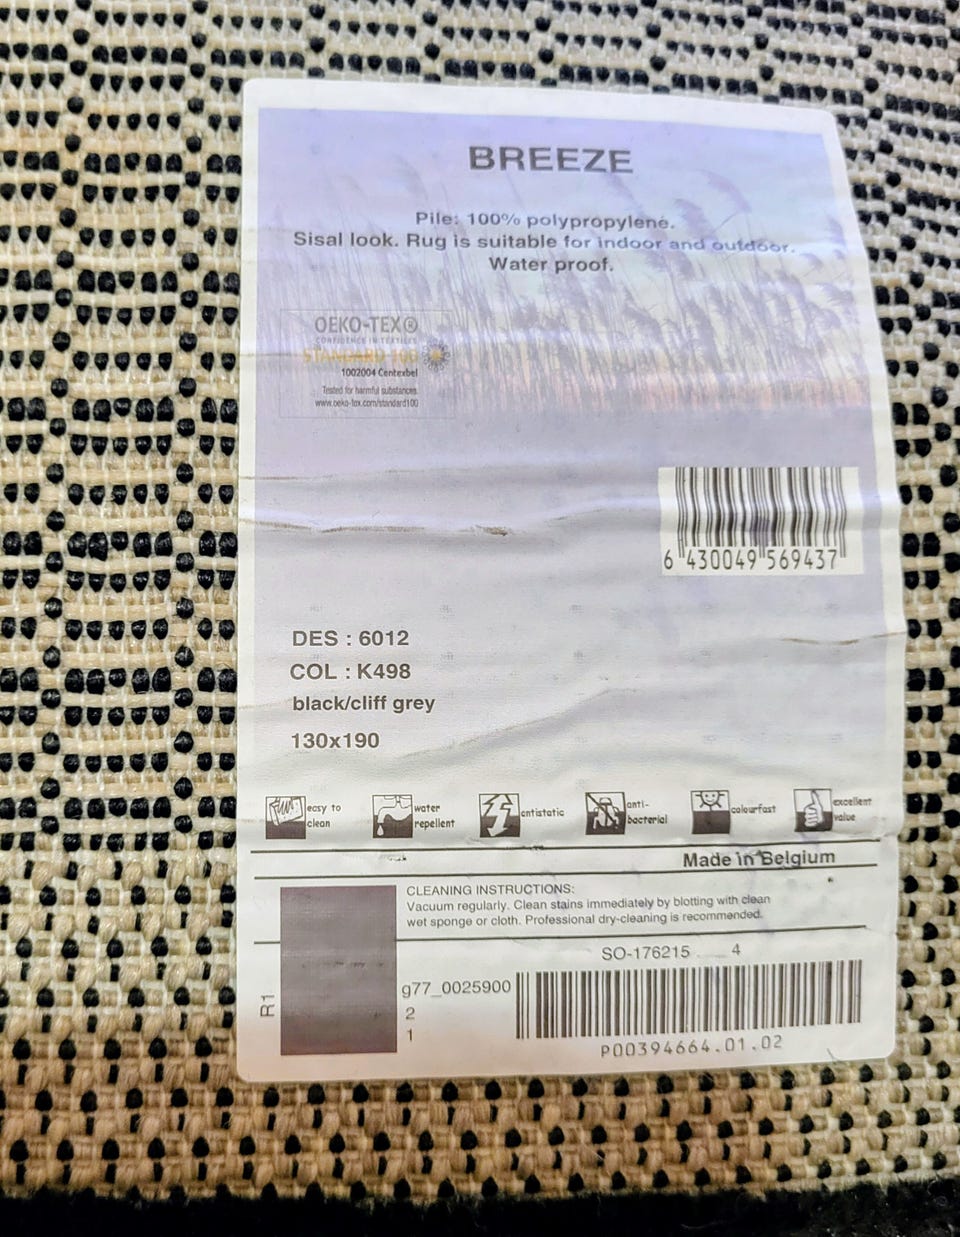 BREEZE
Pile: 100% polypropylene.
Sisal look. Rug is suitable for indoor and outdoor.
Water proof.
OEKO-TEX®
CONFIDENCE IN TEXTILES
STANDARD 100
1002004 Centexbel
Tested for harmful substances.
www.oeko-tex.com/standard100
6 430049 569437
DES : 6012
COL : K498
black/cliff grey
130x190
easy to
clean
water
repellent
antistatic
anti-
bacterial
colourfast
excellent
value
Made in Belgium
CLEANING INSTRUCTIONS:
Vacuum regularly. Clean stains immediately by blotting with clean
wet sponge or cloth. Professional dry-cleaning is recommended.
SO-176215 4
R1
g77_0025900
2
1
P00394664.01.02